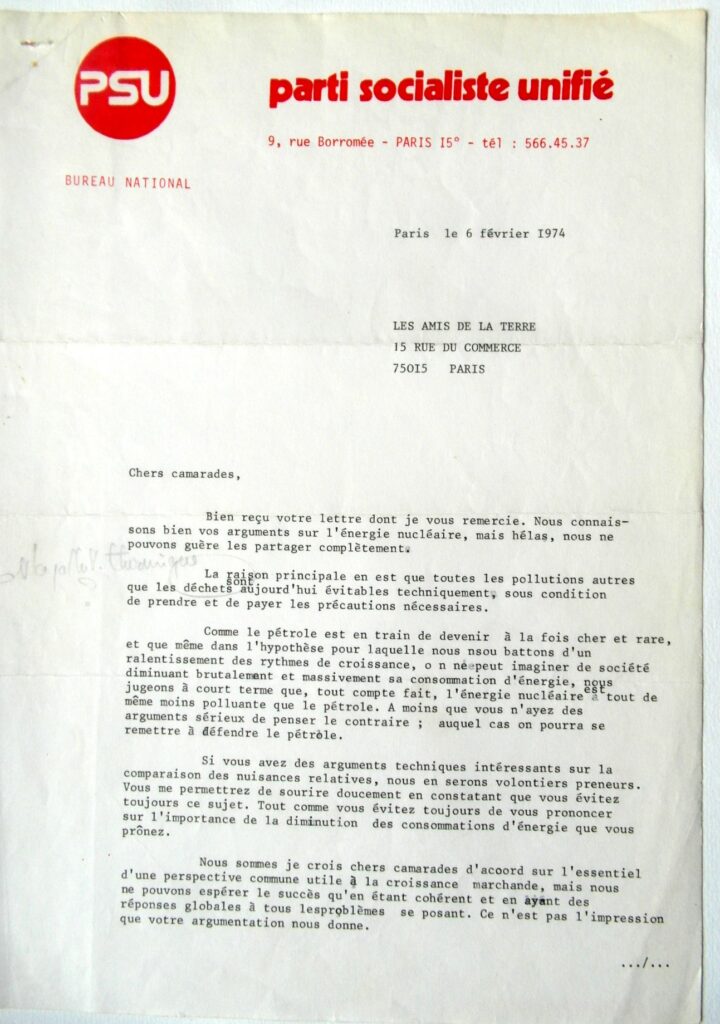 PSU
parti socialiste unifié
9, rue Borromée - PARIS I5° - tél : 566.45.37
BUREAU NATIONAL
Paris le 6 février I974
LES AMIS DE LA TERRE
I5 RUE DU COMMERCE
750I5 PARIS
Chers camarades,
Bien reçu votre lettre dont je vous remercie. Nous connais-
sons bien vos arguments sur l'énergie nucléaire, mais hélas, nous ne
pouvons guère les partager complètement.
thermique
La raison principale en est que toutes les pollutions autres
que les déchets sont aujourd'hui évitables techniquement, sous condition
de prendre et de payer les précautions nécessaires.
Comme le pétrole est en train de devenir à la fois cher et rare,
et que même dans l'hypothèse pour laquelle nous nsou battons d'un
ralentissement des rythmes de croissance, o n ne peut imaginer de société
diminuant brutalement et massivement sa consommation d'énergie, nous
jugeons à court terme que, tout compte fait, l'énergie nucléaire est tout de
même moins polluante que le pétrole. A moins que vous n'ayez des
arguments sérieux de penser le contraire ; auquel cas on pourra se
remettre à défendre le pétrole.
Si vous avez des arguments techniques intéressants sur la
comparaison des nuisances relatives, nous en serons volontiers preneurs.
Vous me permettrez de sourire doucement en constatant que vous évitez
toujours ce sujet. Tout comme vous évitez toujours de vous prononcer
sur l'importance de la diminution des consommations d'énergie que vous
prônez.
Nous sommes je crois chers camarades d'acoord sur l'essentiel
d'une perspective commune utile à la croissance marchande, mais nous
ne pouvons espérer le succès qu'en étant cohérent et en ayant des
réponses globales à tous lesproblèmes se posant. Ce n'est pas l'impression
que votre argumentation nous donne.
.../...